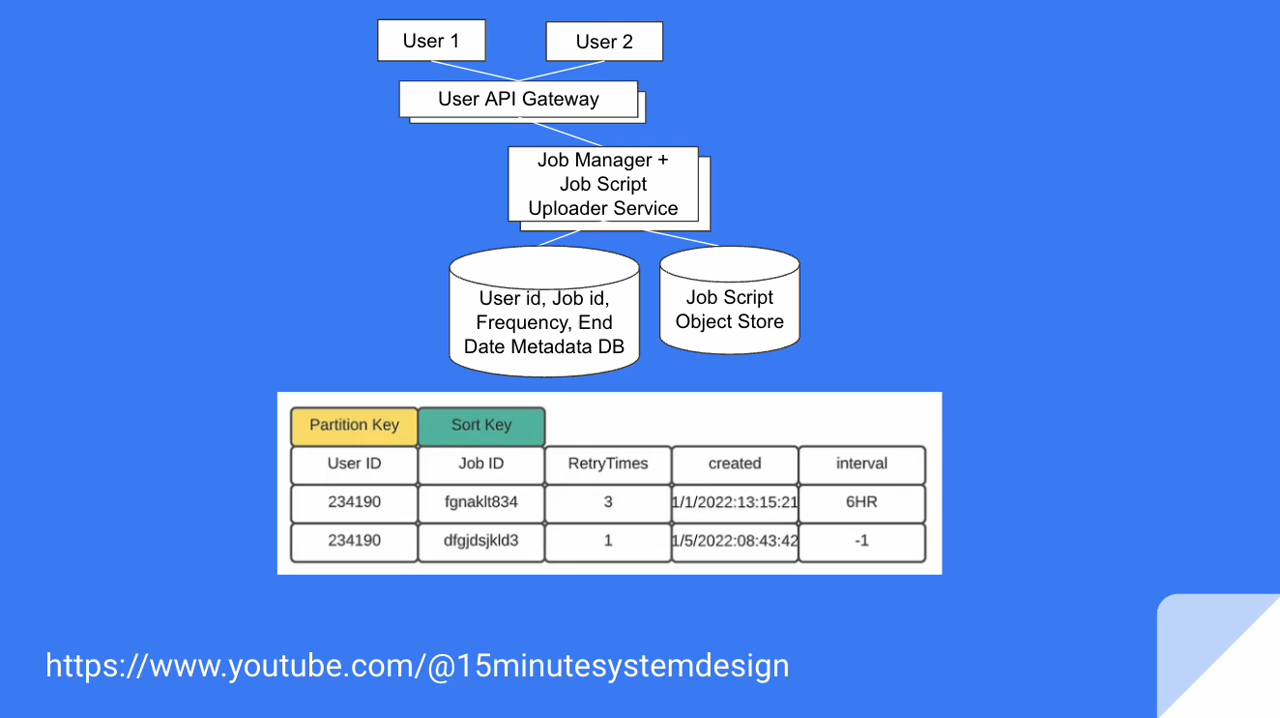 User 1
User 2
User API Gateway
Job Manager +
Job Script
Uploader Service
User id, Job id,
Frequency, End
Date Metadata DB
Job Script
Object Store
Partition Key Sort Key
User ID Job ID RetryTimes created interval
234190 fgnaklt834 3 1/1/2022:13:15:21 6HR
234190 dfgjdsjkld3 1 1/5/2022:08:43:42 -1
https://www.youtube.com/@15minutesystemdesign